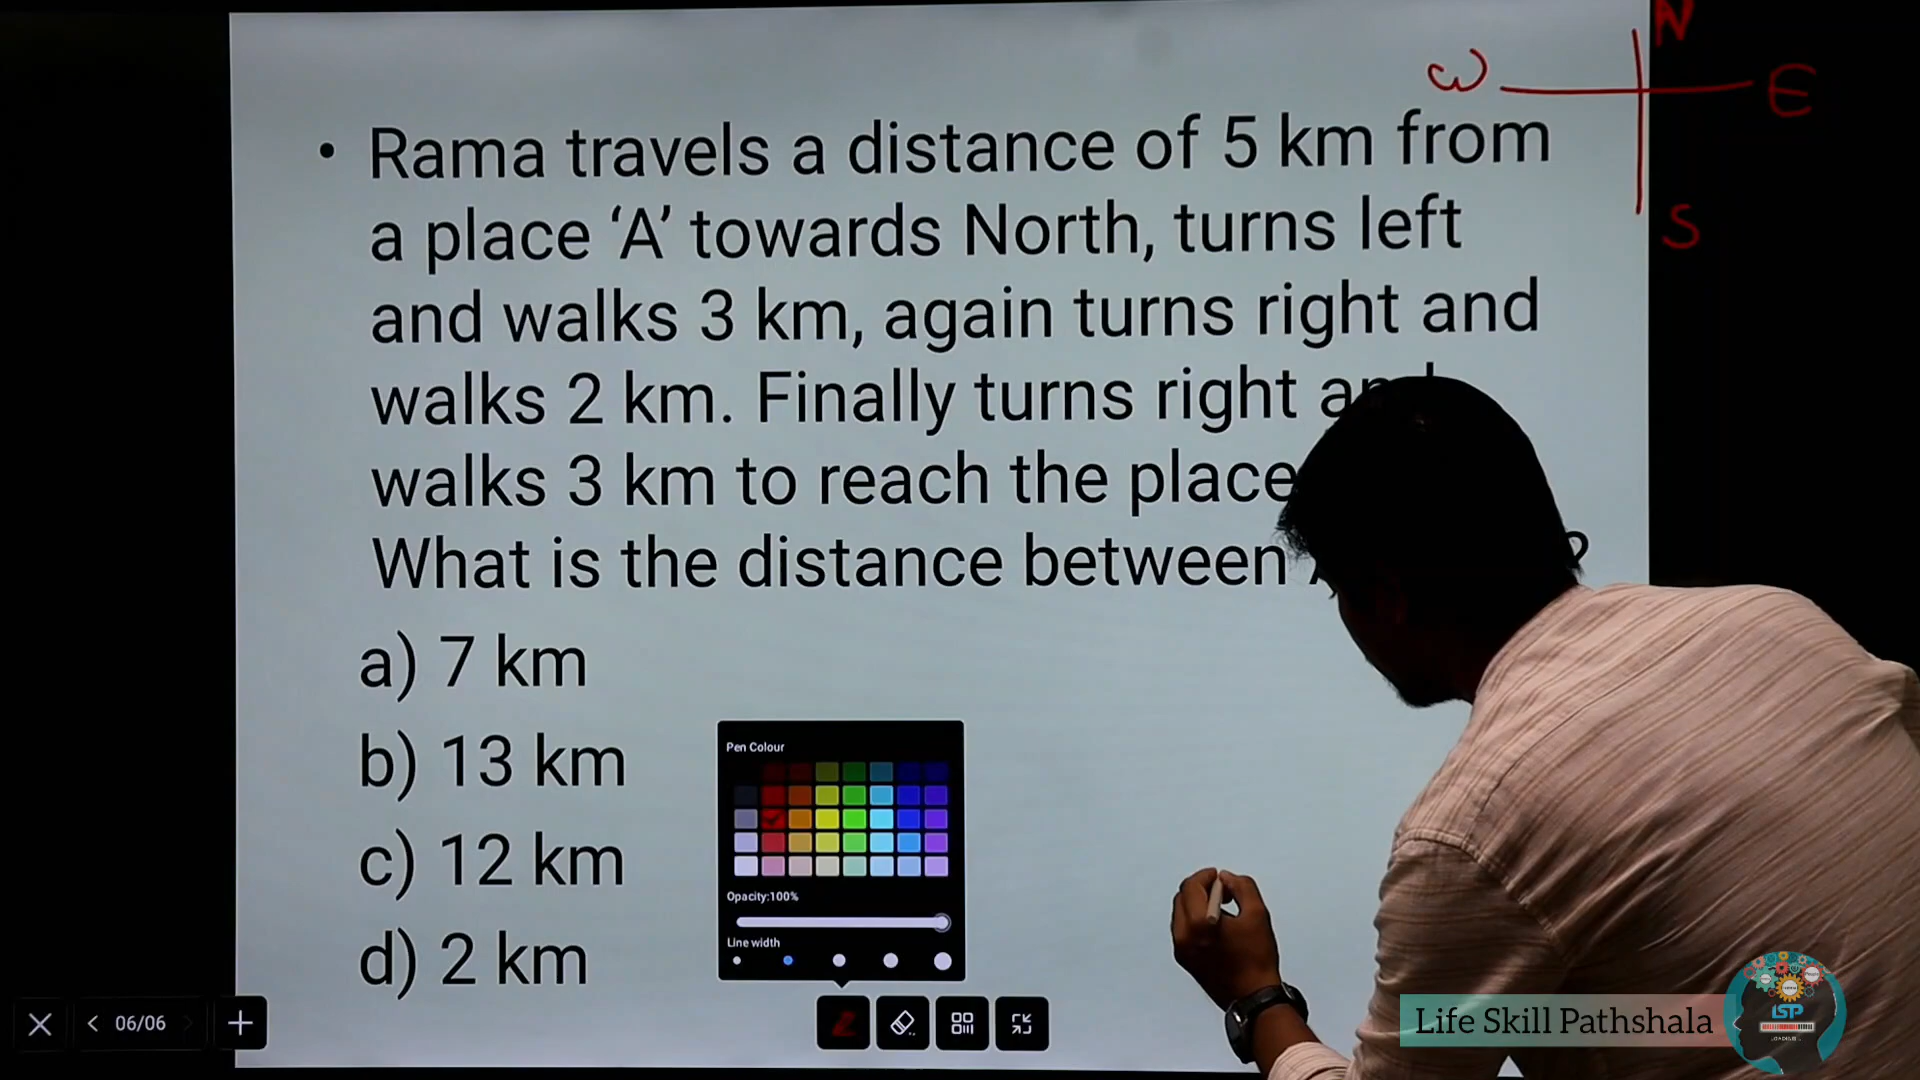 N
W
E
S
• Rama travels a distance of 5 km from
a place ‘A’ towards North, turns left
and walks 3 km, again turns right and
walks 2 km. Finally turns right and
walks 3 km to reach the place
What is the distance between ?
a) 7 km
b) 13 km
c) 12 km
d) 2 km
Pen Colour
Opacity:100%
Line width
06/06
Life Skill Pathshala
LSP